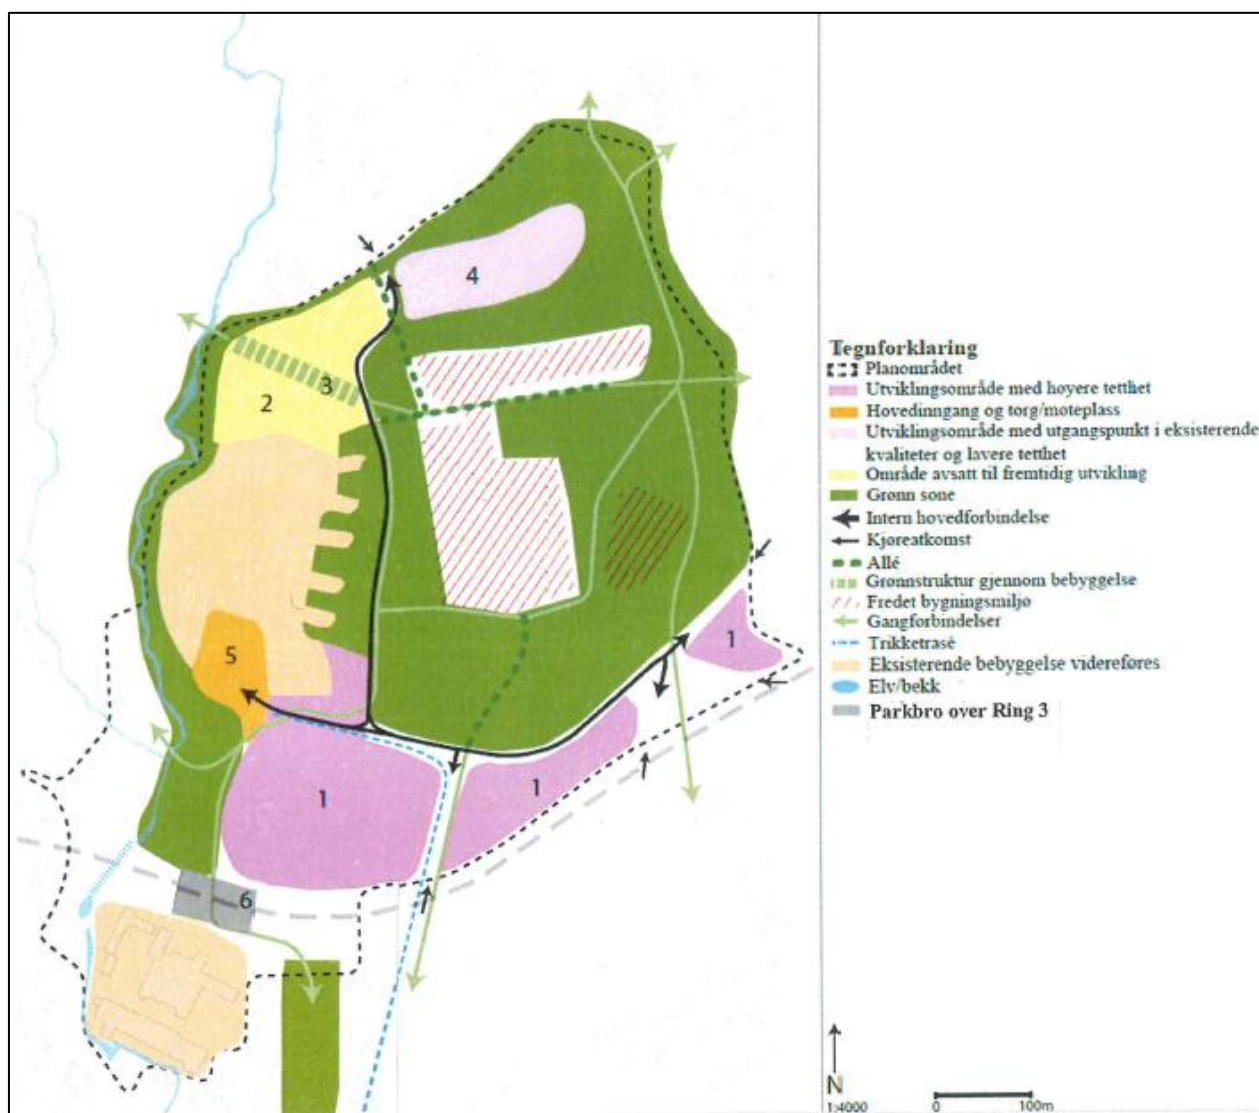 4
3
2
5
1
1
1
6
Tegnforklaring
Planområdet
Utviklingsområde med høyere tetthet
Hovedinngang og torg/moteplass
Utviklingsområde med utgangspunkt i eksisterende
kvaliteter og lavere tetthet
Område avsatt til fremtidig utvikling
Grønn sone
Intern hovedforbindelse
Kjøreatkomst
Allé
Grønnstruktur gjennom bebyggelse
Fredet bygningsmiljø
Gangforbindelser
Trikketrasé
Eksisterende bebyggelse videreføres
Elv/bekk
Parkbro over Ring 3
N
1:4000
0 100m